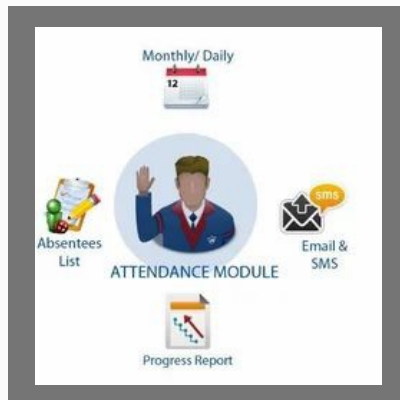 Monthly/ Daily
12
sms
Absentees
List
Email &
SMS
ATTENDANCE MODULE
Progress Report